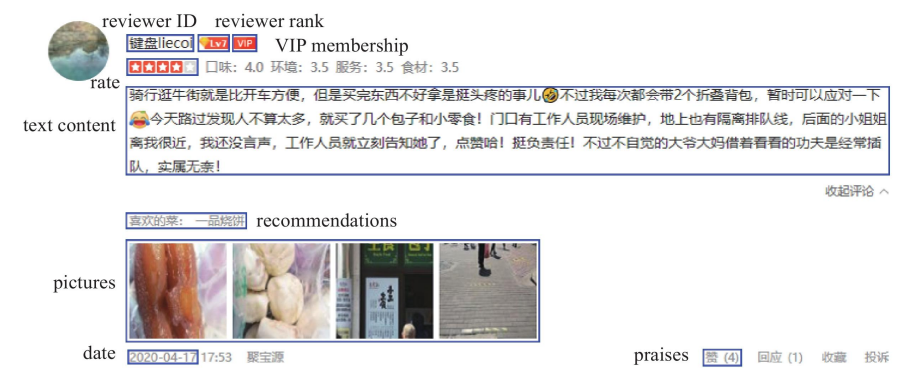 reviewer ID reviewer rank
键盘liecoi Lv7 VIP VIP membership
口味：4.0 环境：3.5 服务：3.5 食材：3.5
rate
骑行逛牛街就是比开车方便，但是买完东西不好拿是挺头疼的事儿🤣不过我每次都会带2个折叠背包，暂时可以应对一下
text content
😂今天路过发现人不算太多，就买了几个包子和小零食！门口有工作人员现场维护，地上也有隔离排队线，后面的小姐姐
离我很近，我还没言声，工作人员就立刻告知她了，点赞哈！挺负责任！不过不自觉的大爷大妈借着看看的功夫是经常插
队，实属无奈！
收起评论
喜欢的菜： 一品烧饼 recommendations
pictures
date 2020-04-17 17:53 聚宝源 praises 赞 (4) 回应 (1) 收藏 投诉